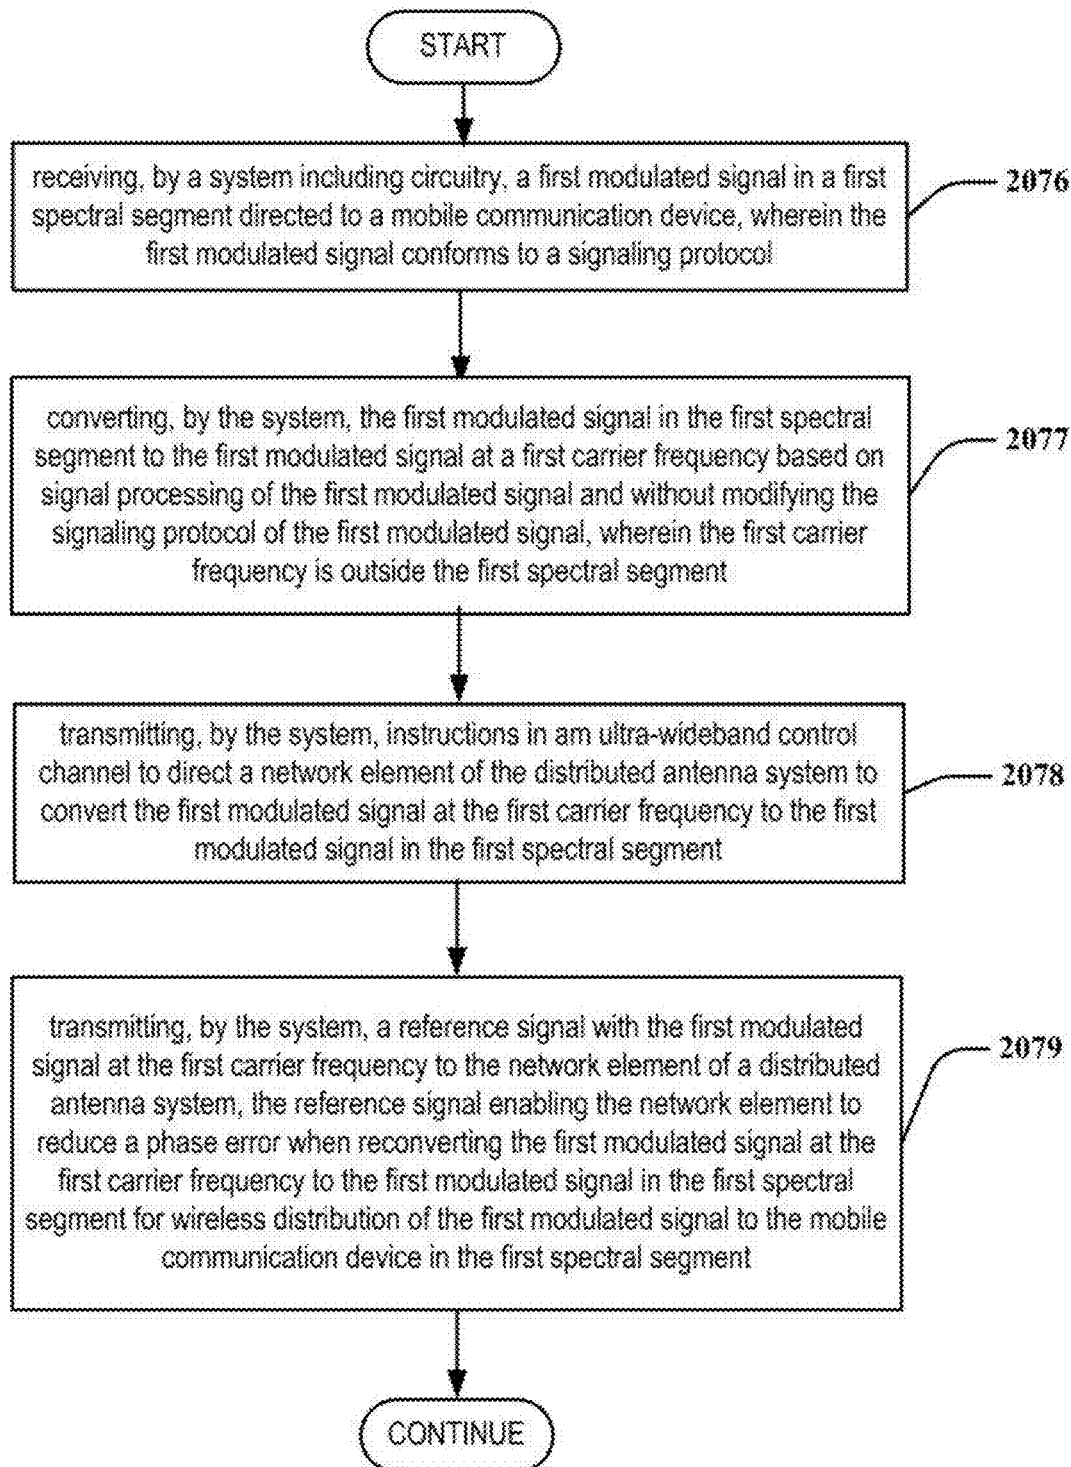 START
receiving, by a system including circuitry, a first modulated signal in a first
spectral segment directed to a mobile communication device, wherein the
first modulated signal conforms to a signaling protocol
2076
converting, by the system, the first modulated signal in the first spectral
segment to the first modulated signal at a first carrier frequency based on
signal processing of the first modulated signal and without modifying the
signaling protocol of the first modulated signal, wherein the first carrier
frequency is outside the first spectral segment
2077
transmitting, by the system, instructions in am ultra-wideband control
channel to direct a network element of the distributed antenna system to
convert the first modulated signal at the first carrier frequency to the first
modulated signal in the first spectral segment
2078
transmitting, by the system, a reference signal with the first modulated
signal at the first carrier frequency to the network element of a distributed
antenna system, the reference signal enabling the network element to
reduce a phase error when reconverting the first modulated signal at the
first carrier frequency to the first modulated signal in the first spectral
segment for wireless distribution of the first modulated signal to the mobile
communication device in the first spectral segment
2079
CONTINUE